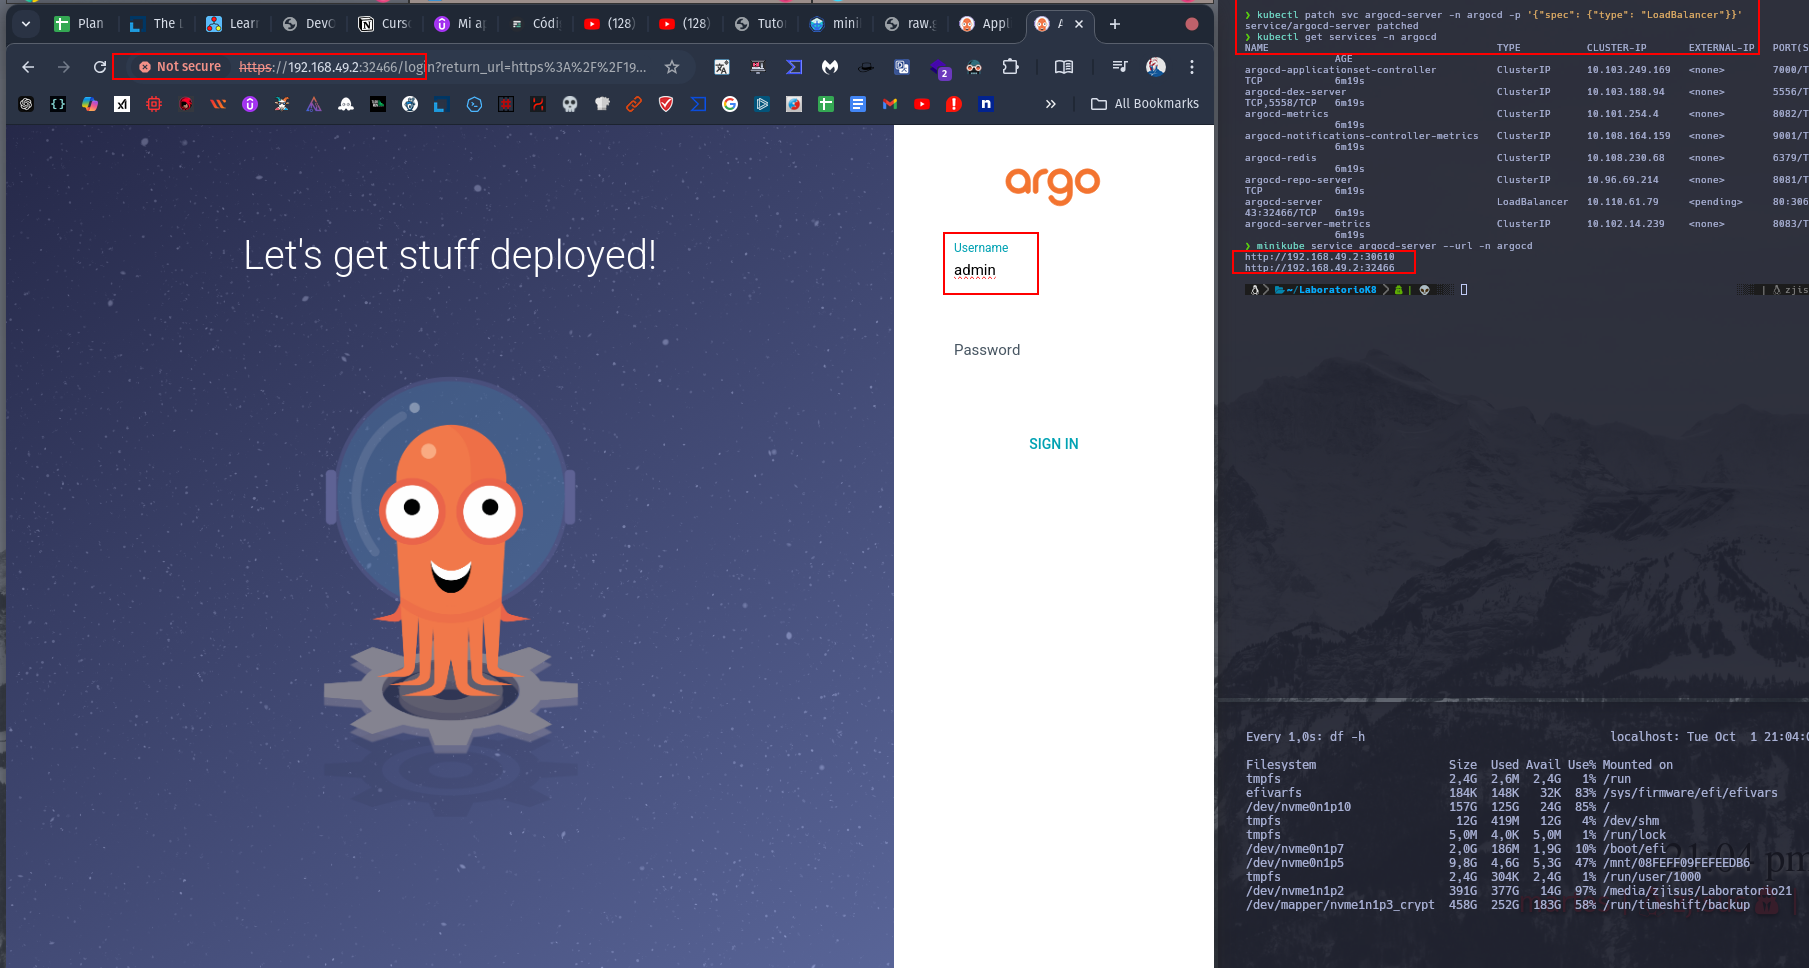 Plan
The L
Learn
DevO
Curso
Mi ap
Códi
(128)
(128)
Tutor
mini
raw.g
Appl
A
Not secure
https://192.168.49.2:32466/login?return_url=https%3A%2F%2F19...
2
All Bookmarks
Let's get stuff deployed!
argo
Username
admin
Password
SIGN IN
❯ kubectl patch svc argocd-server -n argocd -p '{"spec": {"type": "LoadBalancer"}}'
service/argocd-server patched
❯ kubectl get services -n argocd
NAME TYPE CLUSTER-IP EXTERNAL-IP PORT(S
AGE
argocd-applicationset-controller ClusterIP 10.103.249.169 <none> 7000/T
TCP 6m19s
argocd-dex-server ClusterIP 10.103.188.94 <none> 5556/T
TCP,5558/TCP 6m19s
argocd-metrics ClusterIP 10.101.254.4 <none> 8082/T
6m19s
argocd-notifications-controller-metrics ClusterIP 10.108.164.159 <none> 9001/T
6m19s
argocd-redis ClusterIP 10.108.230.68 <none> 6379/T
6m19s
argocd-repo-server ClusterIP 10.96.69.214 <none> 8081/T
TCP 6m19s
argocd-server LoadBalancer 10.110.61.79 <pending> 80:306
43:32466/TCP 6m19s
argocd-server-metrics ClusterIP 10.102.14.239 <none> 8083/T
6m19s
❯ minikube service argocd-server --url -n argocd
http://192.168.49.2:30610
http://192.168.49.2:32466
~/LaboratorioK8 | zjis
Every 1,0s: df -h localhost: Tue Oct 1 21:04:0
Filesystem Size Used Avail Use% Mounted on
tmpfs 2,4G 2,6M 2,4G 1% /run
efivarfs 184K 148K 32K 83% /sys/firmware/efi/efivars
/dev/nvme0n1p10 157G 125G 24G 85% /
tmpfs 12G 419M 12G 4% /dev/shm
tmpfs 5,0M 4,0K 5,0M 1% /run/lock
/dev/nvme0n1p7 2,0G 186M 1,9G 10% /boot/efi
/dev/nvme0n1p5 9,8G 4,6G 5,3G 47% /mnt/08FEFF09FEFEEDB6
tmpfs 2,4G 304K 2,4G 1% /run/user/1000
/dev/nvme1n1p2 391G 377G 14G 97% /media/zjisus/Laboratorio21
/dev/mapper/nvme1n1p3_crypt 458G 252G 183G 58% /run/timeshift/backup
21:04 pm